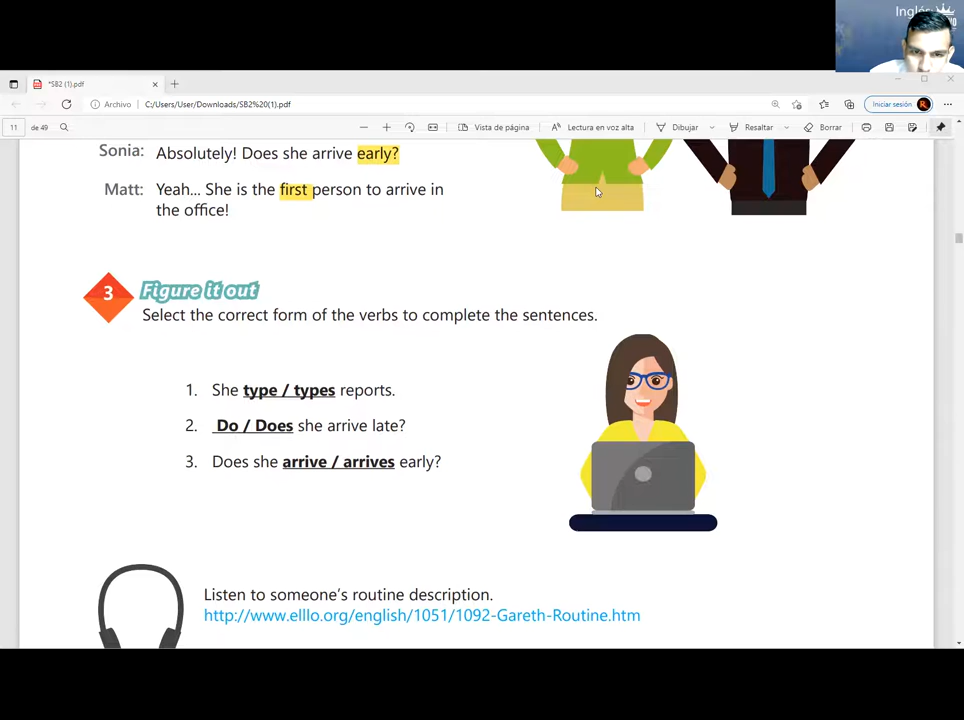 Inglés
*SB2 (1).pdf
Archivo C:/Users/User/Downloads/SB2%20(1).pdf
Iniciar sesión R
11 de 49 Vista de página Lectura en voz alta Dibujar Resaltar Borrar
Sonia: Absolutely! Does she arrive early?
Matt: Yeah... She is the first person to arrive in
the office!
3 Figure it out
Select the correct form of the verbs to complete the sentences.
1. She type / types reports.
2. Do / Does she arrive late?
3. Does she arrive / arrives early?
Listen to someone's routine description.
http://www.elllo.org/english/1051/1092-Gareth-Routine.htm